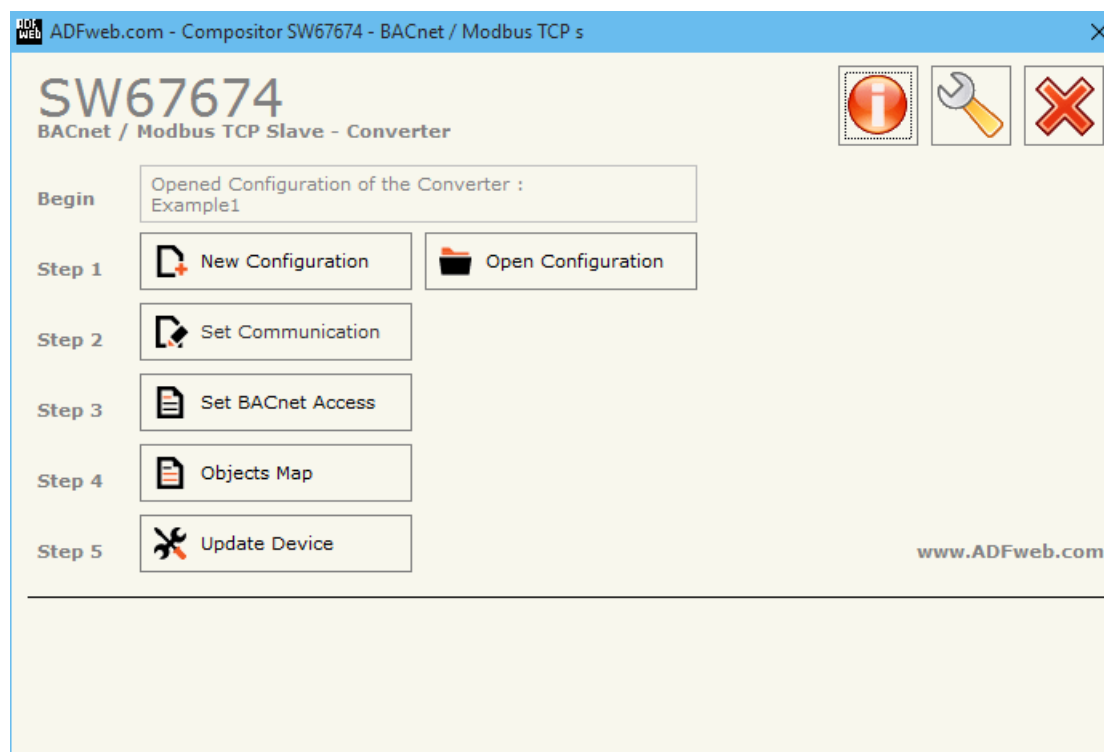 ADF
WEB
ADFweb.com - Compositor SW67674 - BACnet / Modbus TCP s
SW67674
BACnet / Modbus TCP Slave - Converter
Begin
Opened Configuration of the Converter :
Example1
Step 1
New Configuration
Open Configuration
Step 2
Set Communication
Step 3
Set BACnet Access
Step 4
Objects Map
Step 5
Update Device
www.ADFweb.com